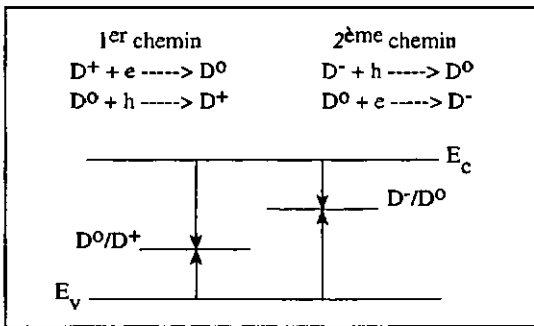 1er chemin 2ème chemin
D+ + e -----> D0 D- + h -----> D0
D0 + h -----> D+ D0 + e -----> D-
Ec
D-/D0
D0/D+
Ev